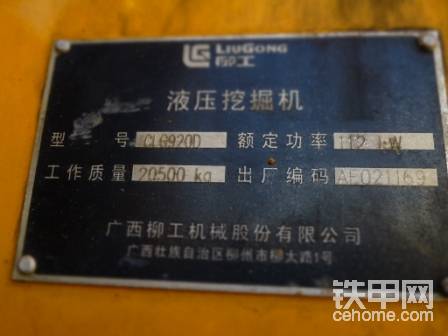 LIUGONG
柳工
液压挖掘机
型号 CLG920D 额定功率 112 kW
工作质量 20500 kg 出厂编码 AE021169
广西柳工机械股份有限公司
广西壮族自治区柳州市柳太路1号
铁甲网
cehome.com